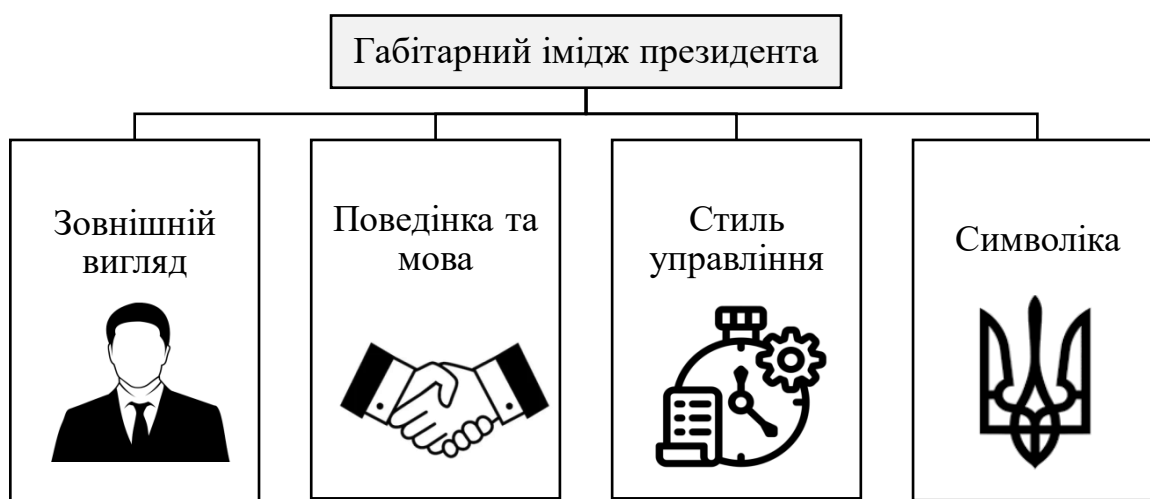 Габітарний імідж президента
Зовнішній
вигляд
Поведінка та
мова
Стиль
управління
Символіка